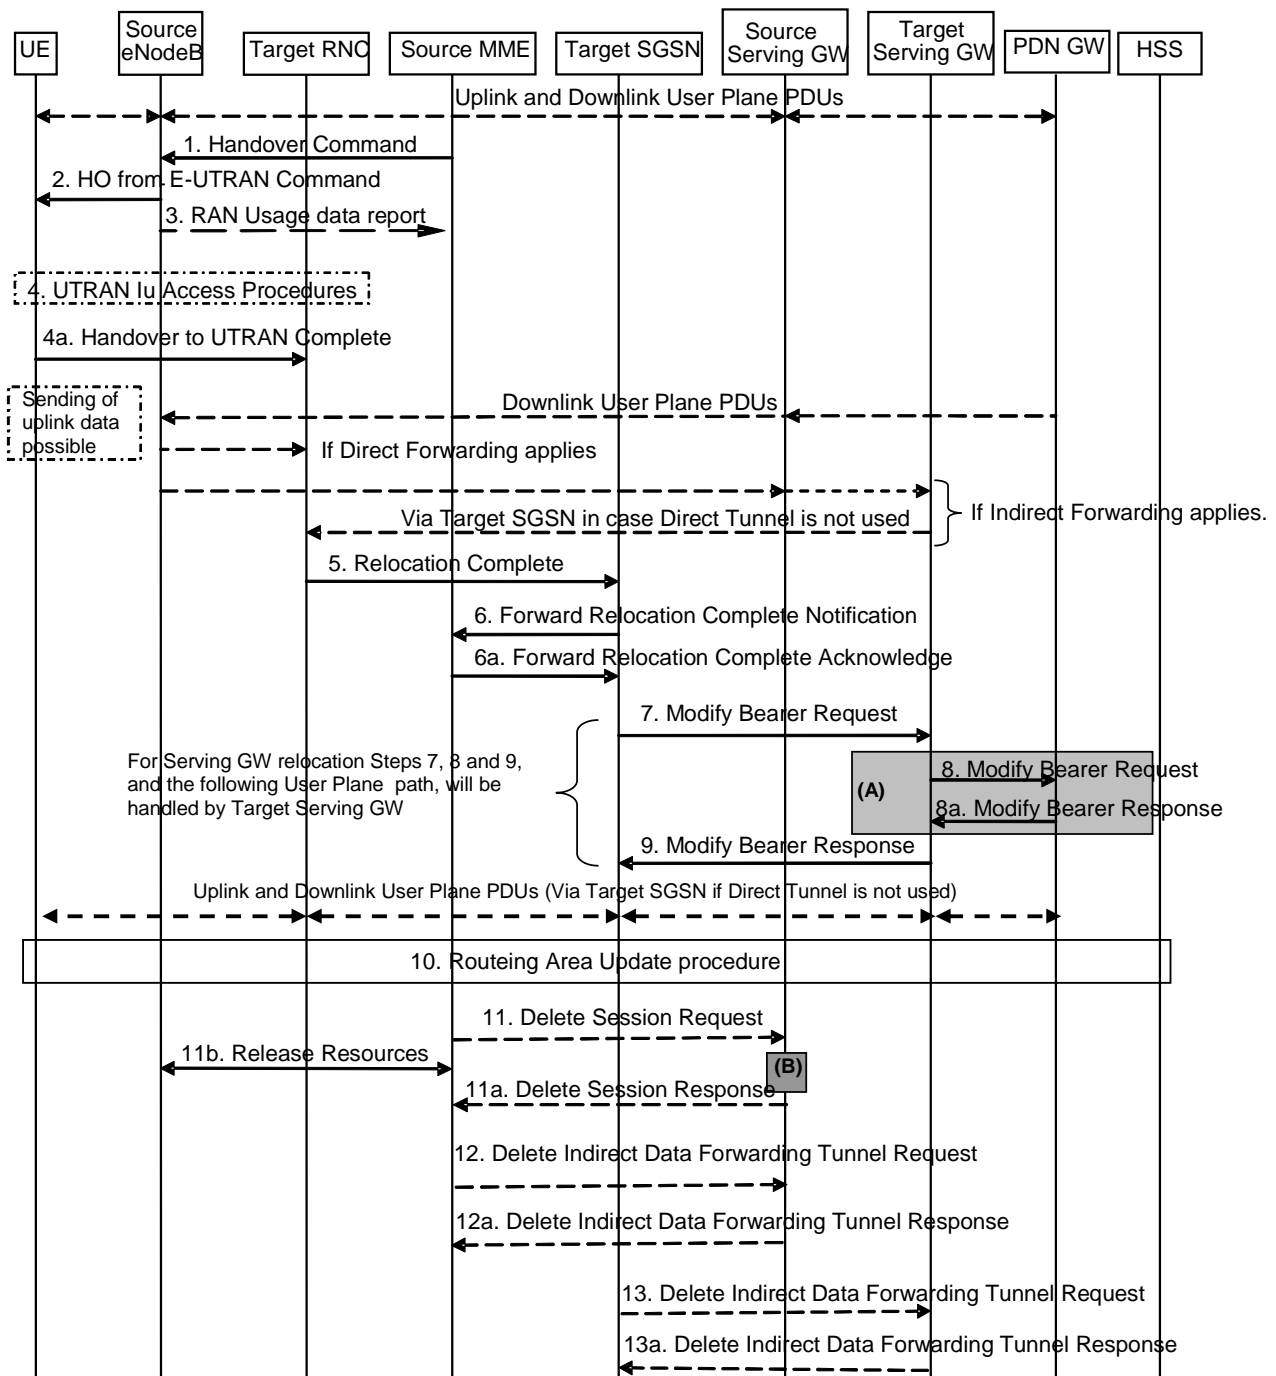 UE
Source
eNodeB
Target RNC
Source MME
Target SGSN
Source
Serving GW
Target
Serving GW
PDN GW
HSS
Uplink and Downlink User Plane PDUs
1. Handover Command
2. HO from E-UTRAN Command
3. RAN Usage data report
4. UTRAN Iu Access Procedures
4a. Handover to UTRAN Complete
Sending of
uplink data
possible
Downlink User Plane PDUs
If Direct Forwarding applies
Via Target SGSN in case Direct Tunnel is not used
If Indirect Forwarding applies.
5. Relocation Complete
6. Forward Relocation Complete Notification
6a. Forward Relocation Complete Acknowledge
7. Modify Bearer Request
For Serving GW relocation Steps 7, 8 and 9,
and the following User Plane path, will be
handled by Target Serving GW
(A)
8. Modify Bearer Request
8a. Modify Bearer Response
9. Modify Bearer Response
Uplink and Downlink User Plane PDUs (Via Target SGSN if Direct Tunnel is not used)
10. Routeing Area Update procedure
11. Delete Session Request
11b. Release Resources
(B)
11a. Delete Session Response
12. Delete Indirect Data Forwarding Tunnel Request
12a. Delete Indirect Data Forwarding Tunnel Response
13. Delete Indirect Data Forwarding Tunnel Request
13a. Delete Indirect Data Forwarding Tunnel Response